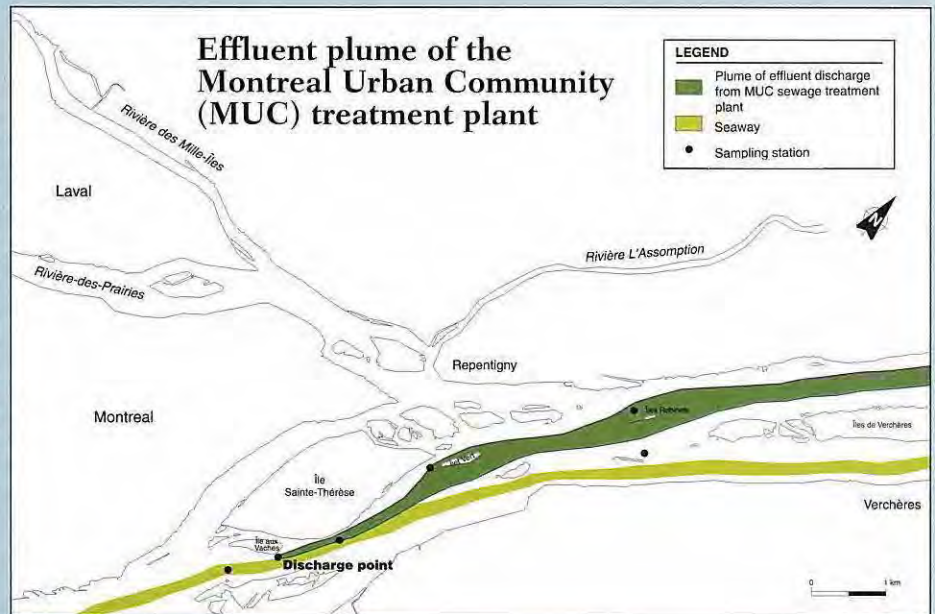 Effluent plume of the
Montreal Urban Community
(MUC) treatment plant
LEGEND
Plume of effluent discharge
from MUC sewage treatment
plant
Seaway
Sampling station
N
Rivière des Mille-Îles
Laval
Rivière L'Assomption
Rivière-des-Prairies
Repentigny
Montreal
Îles de Verchères
Île
Sainte-Thérèse
Verchères
Île aux
Vaches
Discharge point
0 1 km